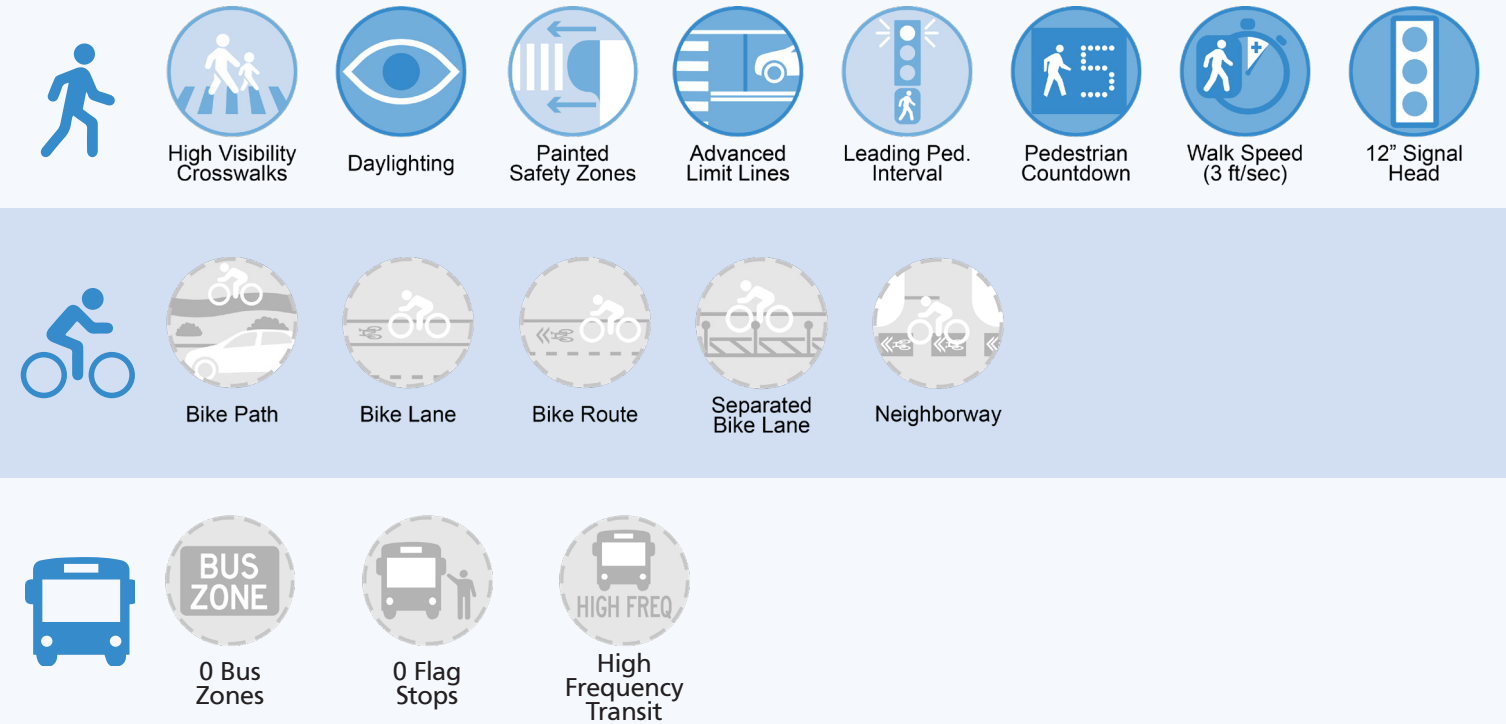 High Visibility
Crosswalks
Daylighting
Painted
Safety Zones
Advanced
Limit Lines
Leading Ped.
Interval
5
Pedestrian
Countdown
Walk Speed
(3 ft/sec)
12” Signal
Head
Bike Path
Bike Lane
Bike Route
Separated
Bike Lane
Neighborway
BUS
ZONE
0 Bus
Zones
0 Flag
Stops
HIGH FREQ
High
Frequency
Transit